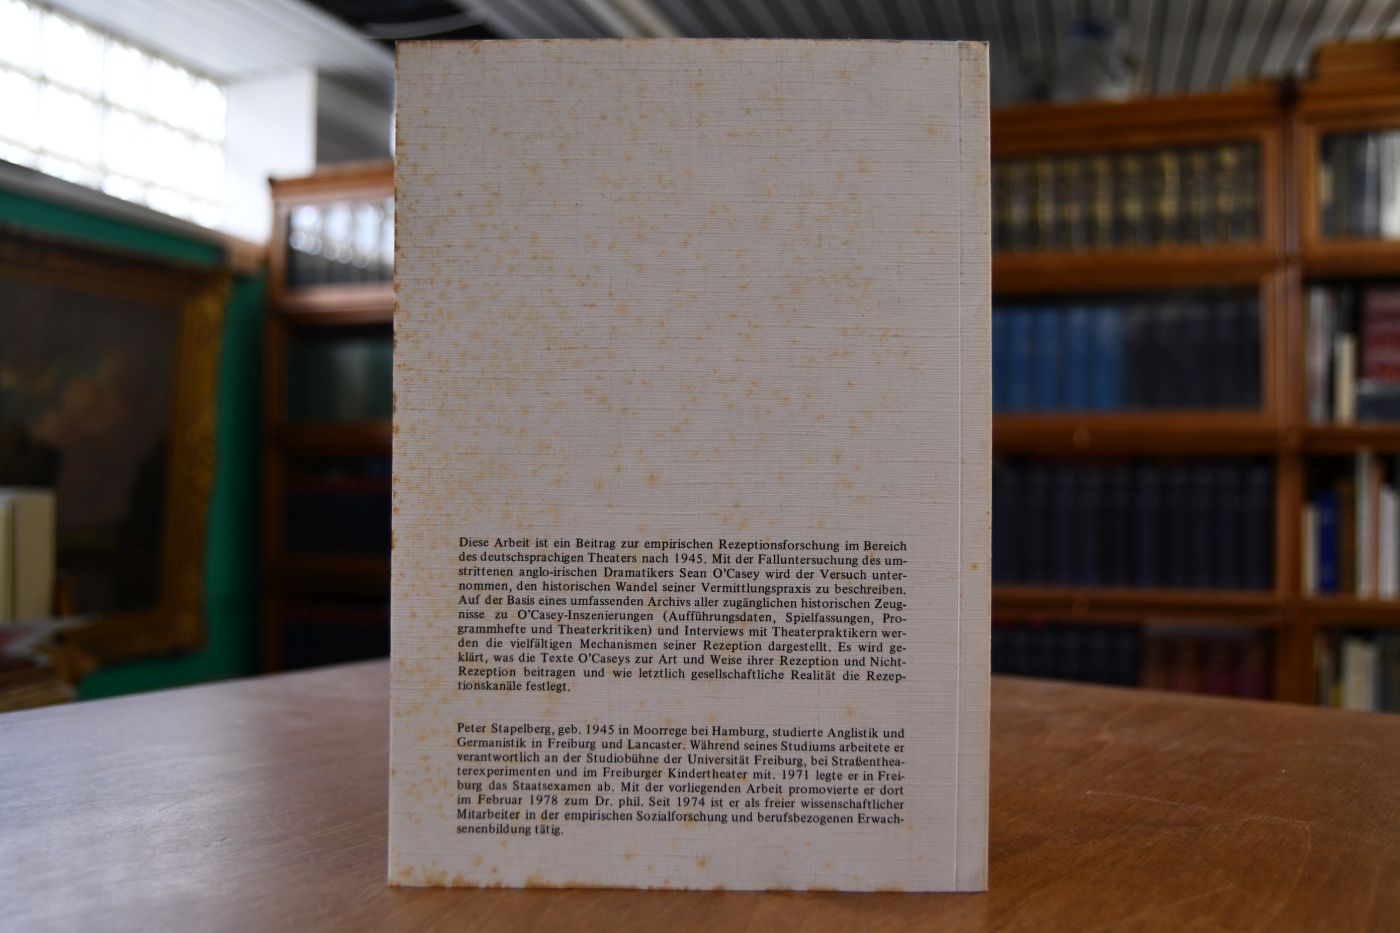 Diese Arbeit ist ein Beitrag zur empirischen Rezeptionsforschung im Bereich
des deutschsprachigen Theaters nach 1945. Mit der Falluntersuchung des um-
strittenen anglo-irischen Dramatikers Sean O'Casey wird der Versuch unter-
nommen, den historischen Wandel seiner Vermittlungspraxis zu beschreiben.
Auf der Basis eines umfassenden Archivs aller zugänglichen historischen Zeug-
nisse zu O'Casey-Inszenierungen (Aufführungsdaten, Spielfassungen, Pro-
grammhefte und Theaterkritiken) und Interviews mit Theaterpraktikern wer-
den die vielfältigen Mechanismen seiner Rezeption dargestellt. Es wird ge-
klärt, was die Texte O'Caseys zur Art und Weise ihrer Rezeption und Nicht-
Rezeption beitragen und wie letztlich gesellschaftliche Realität die Rezep-
tionskanäle festlegt.
Peter Stapelberg, geb. 1945 in Moorrege bei Hamburg, studierte Anglistik und
Germanistik in Freiburg und Lancaster. Während seines Studiums arbeitete er
verantwortlich an der Studiobühne der Universität Freiburg, bei Straßenthea-
terexperimenten und im Freiburger Kindertheater mit. 1971 legte er in Frei-
burg das Staatsexamen ab. Mit der vorliegenden Arbeit promovierte er dort
im Februar 1978 zum Dr. phil. Seit 1974 ist er als freier wissenschaftlicher
Mitarbeiter in der empirischen Sozialforschung und berufsbezogenen Erwach-
senenbildung tätig.